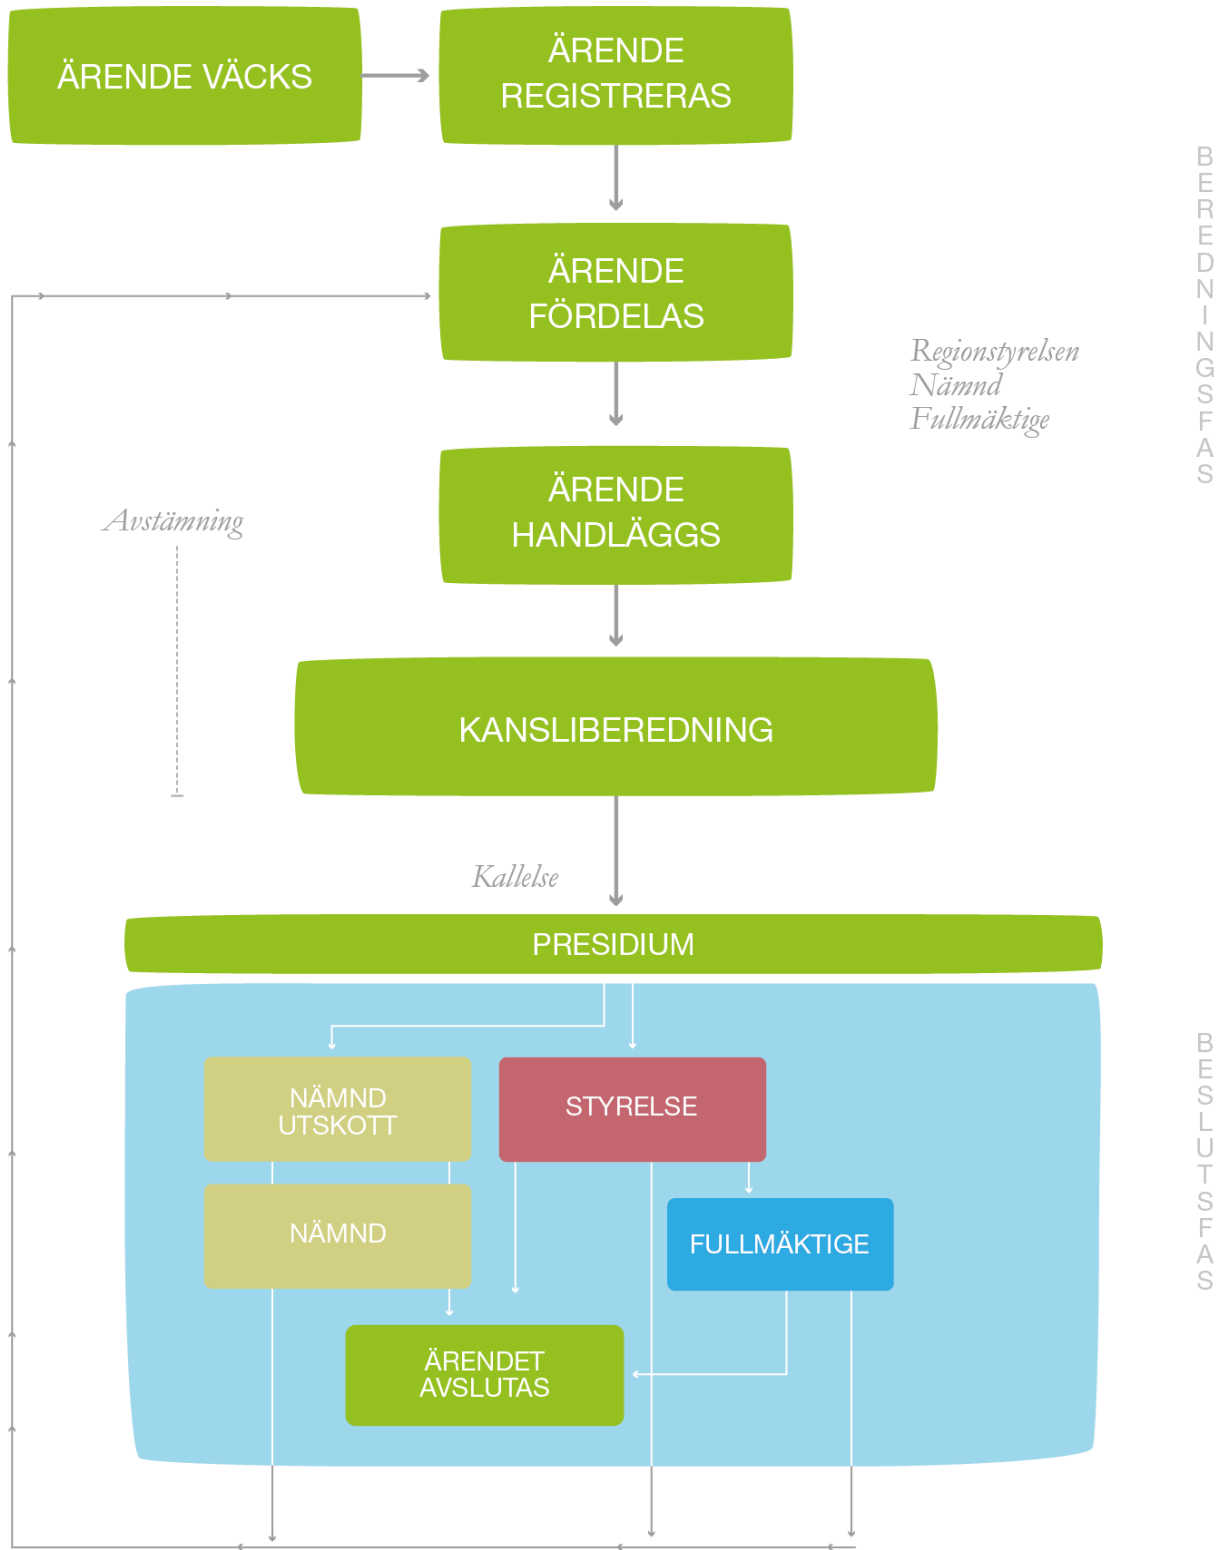 ÄRENDE VÄCKS
ÄRENDE
REGISTRERAS
ÄRENDE
FÖRDELAS
Regionstyrelsen
Nämnd
Fullmäktige
BEREDNINGSFAS
ÄRENDE
HANDLÄGGS
Avstämning
KANSLIBEREDNING
Kallelse
PRESIDIUM
NÄMND
UTSKOTT
STYRELSE
NÄMND
FULLMÄKTIGE
ÄRENDET
AVSLUTAS
BESLUTSFAS